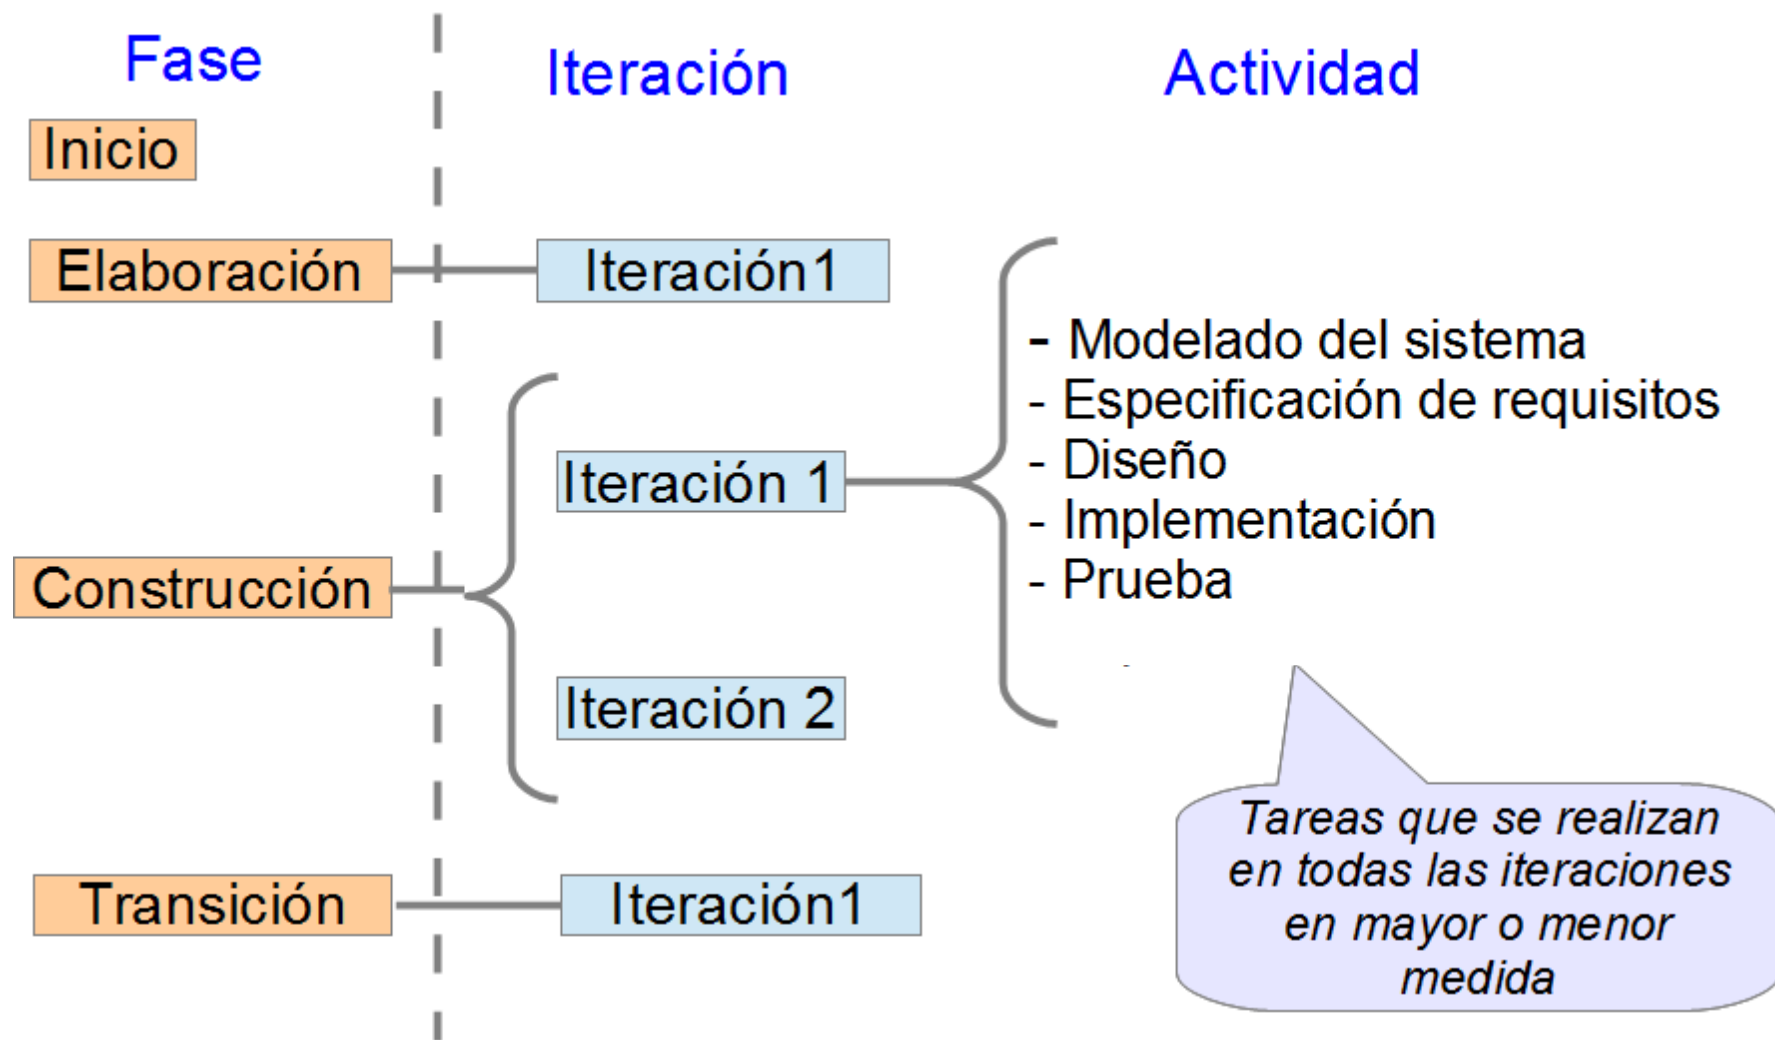 Fase
Iteración
Actividad
Inicio
Elaboración
Iteración1
Construcción
Iteración 1
Iteración 2
- Modelado del sistema
- Especificación de requisitos
- Diseño
- Implementación
- Prueba
Transición
Iteración1
Tareas que se realizan
en todas las iteraciones
en mayor o menor
medida